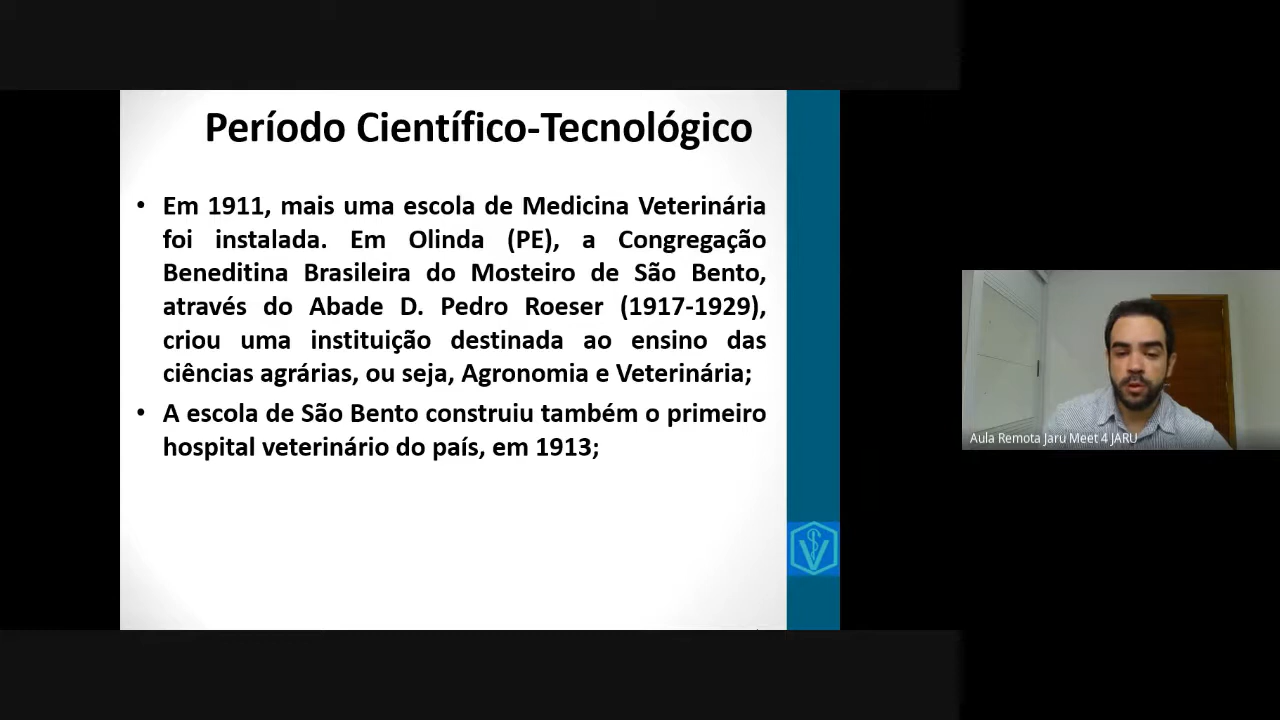 Período Científico-Tecnológico
• Em 1911, mais uma escola de Medicina Veterinária
foi instalada. Em Olinda (PE), a Congregação
Beneditina Brasileira do Mosteiro de São Bento,
através do Abade D. Pedro Roeser (1917-1929),
criou uma instituição destinada ao ensino das
ciências agrárias, ou seja, Agronomia e Veterinária;
• A escola de São Bento construiu também o primeiro
hospital veterinário do país, em 1913;
V
Aula Remota Jaru Meet 4 JARU